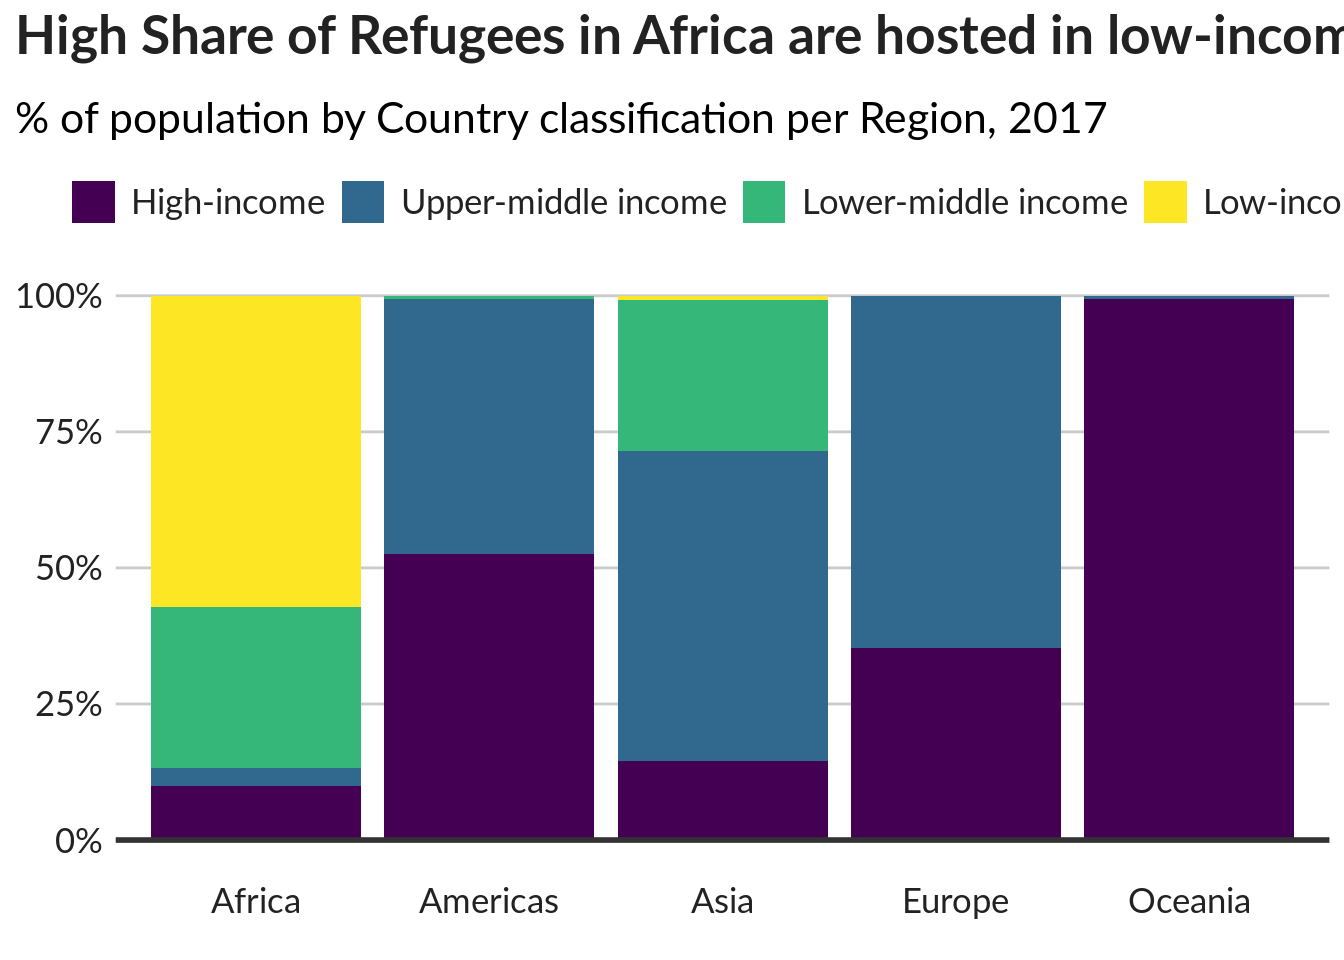 High Share of Refugees in Africa are hosted in low-incom
% of population by Country classification per Region, 2017
High-income Upper-middle income Lower-middle income Low-inco
100%
75%
50%
25%
0%
Africa Americas Asia Europe Oceania